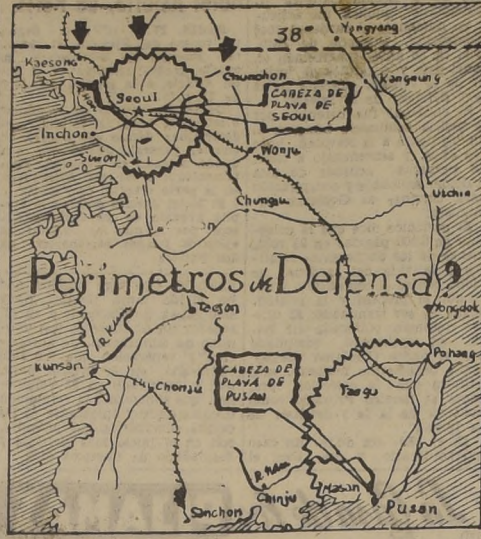 38°
Yangyang
Kaesong
Chunchon
Kangnung
Seoul
CABEZA DE
PLAYA DE
SEOUL
Inchon
Suwon
Wonju
Chungju
Ulchin
Perimetros de Defensa?
Yongdok
Taejon
R. Kum
Pohang
Kunsan
CABEZA DE
PLAYA DE
PUSAN
Chonju
Taegu
Chinju
Masan
Sanchon
Pusan